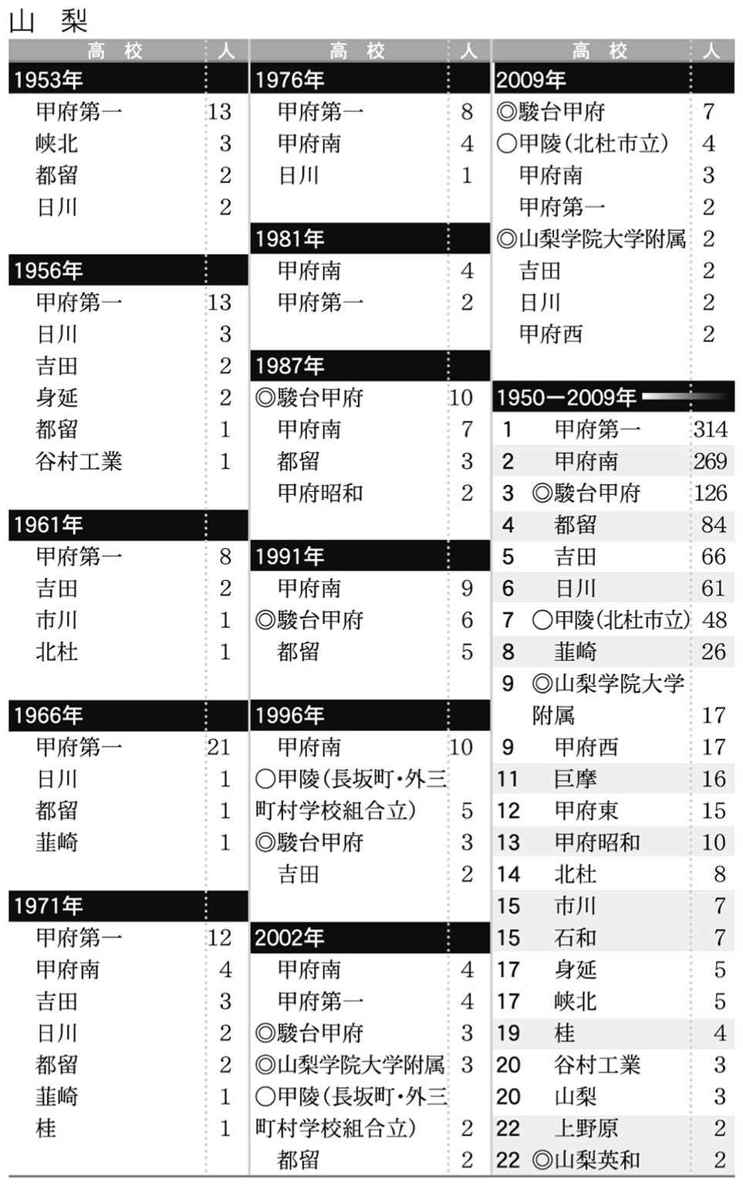 山 梨
高 校 人
1953年
甲府第一 13
峡北 3
都留 2
日川 2
1956年
甲府第一 13
日川 3
吉田 2
身延 2
都留 1
谷村工業 1
1961年
甲府第一 8
吉田 2
市川 1
北杜 1
1966年
甲府第一 21
日川 1
都留 1
韮崎 1
1971年
甲府第一 12
甲府南 4
吉田 3
日川 2
都留 2
韮崎 1
桂 1
高 校 人
1976年
甲府第一 8
甲府南 4
日川 1
1981年
甲府南 4
甲府第一 2
1987年
◎駿台甲府 10
甲府南 7
都留 3
甲府昭和 2
1991年
甲府南 9
◎駿台甲府 6
都留 5
1996年
甲府南 10
○甲陵(長坂町・外三
町村学校組合立) 5
◎駿台甲府 3
吉田 2
2002年
甲府南 4
甲府第一 4
◎駿台甲府 3
◎山梨学院大学附属 3
○甲陵(長坂町・外三
町村学校組合立) 2
都留 2
高 校 人
2009年
◎駿台甲府 7
○甲陵(北杜市立) 4
甲府南 3
甲府第一 2
◎山梨学院大学附属 2
吉田 2
日川 2
甲府西 2
1950ー2009年
1 甲府第一 314
2 甲府南 269
3 ◎駿台甲府 126
4 都留 84
5 吉田 66
6 日川 61
7 ○甲陵(北杜市立) 48
8 韮崎 26
9 ◎山梨学院大学
附属 17
9 甲府西 17
11 巨摩 16
12 甲府東 15
13 甲府昭和 10
14 北杜 8
15 市川 7
15 石和 7
17 身延 5
17 峡北 5
19 桂 4
20 谷村工業 3
20 山梨 3
22 上野原 2
22 ◎山梨英和 2